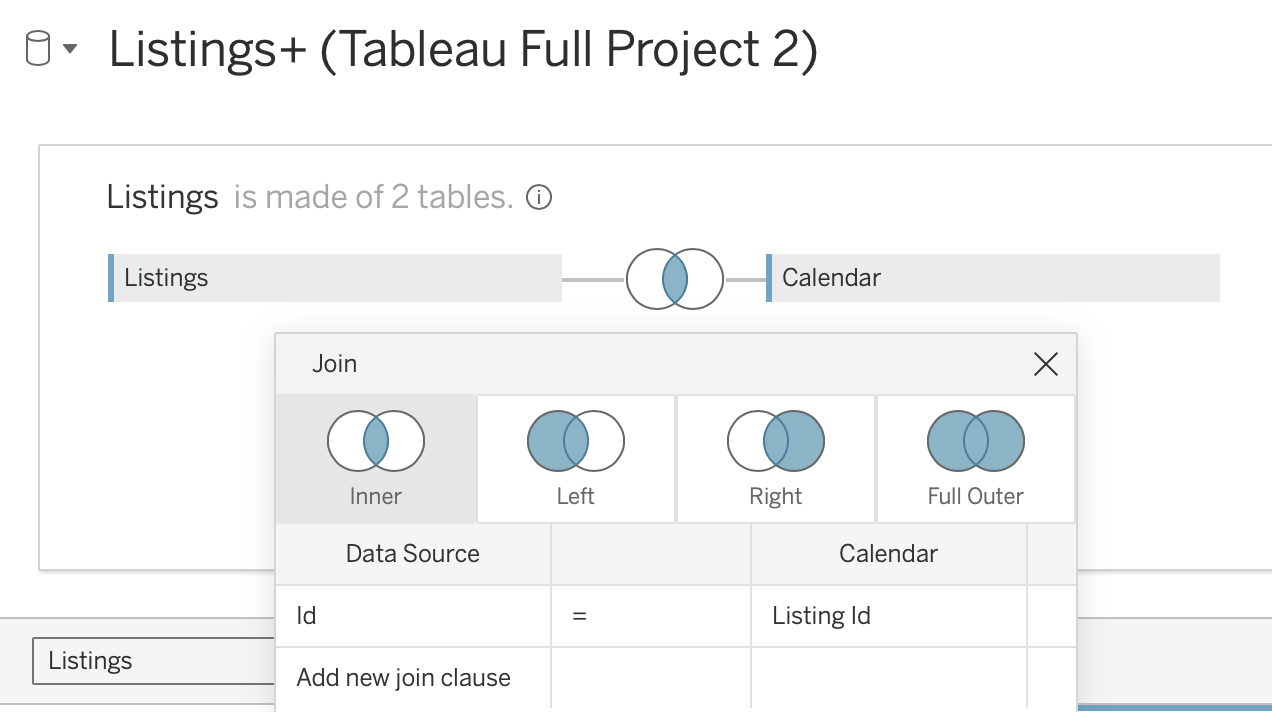 Listings+ (Tableau Full Project 2)
Listings is made of 2 tables.
Listings Calendar
Join
Inner Left Right Full Outer
Data Source Calendar
Id = Listing Id
Listings
Add new join clause